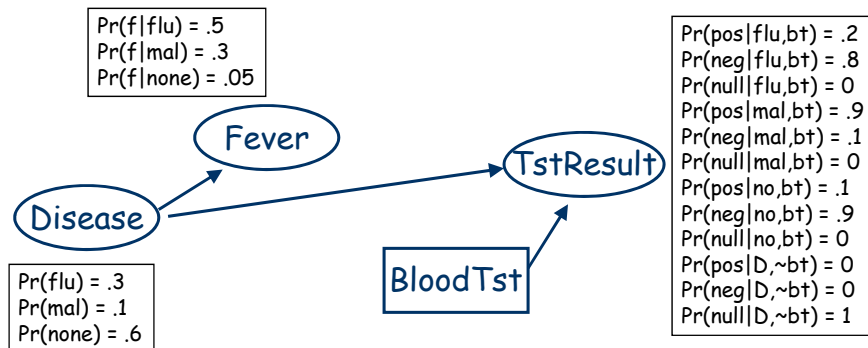 Pr(f|flu) = .5
Pr(f|mal) = .3
Pr(f|none) = .05
Fever
Disease
Pr(flu) = .3
Pr(mal) = .1
Pr(none) = .6
TstResult
BloodTst
Pr(pos|flu,bt) = .2
Pr(neg|flu,bt) = .8
Pr(null|flu,bt) = 0
Pr(pos|mal,bt) = .9
Pr(neg|mal,bt) = .1
Pr(null|mal,bt) = 0
Pr(pos|no,bt) = .1
Pr(neg|no,bt) = .9
Pr(null|no,bt) = 0
Pr(pos|D,~bt) = 0
Pr(neg|D,~bt) = 0
Pr(null|D,~bt) = 1